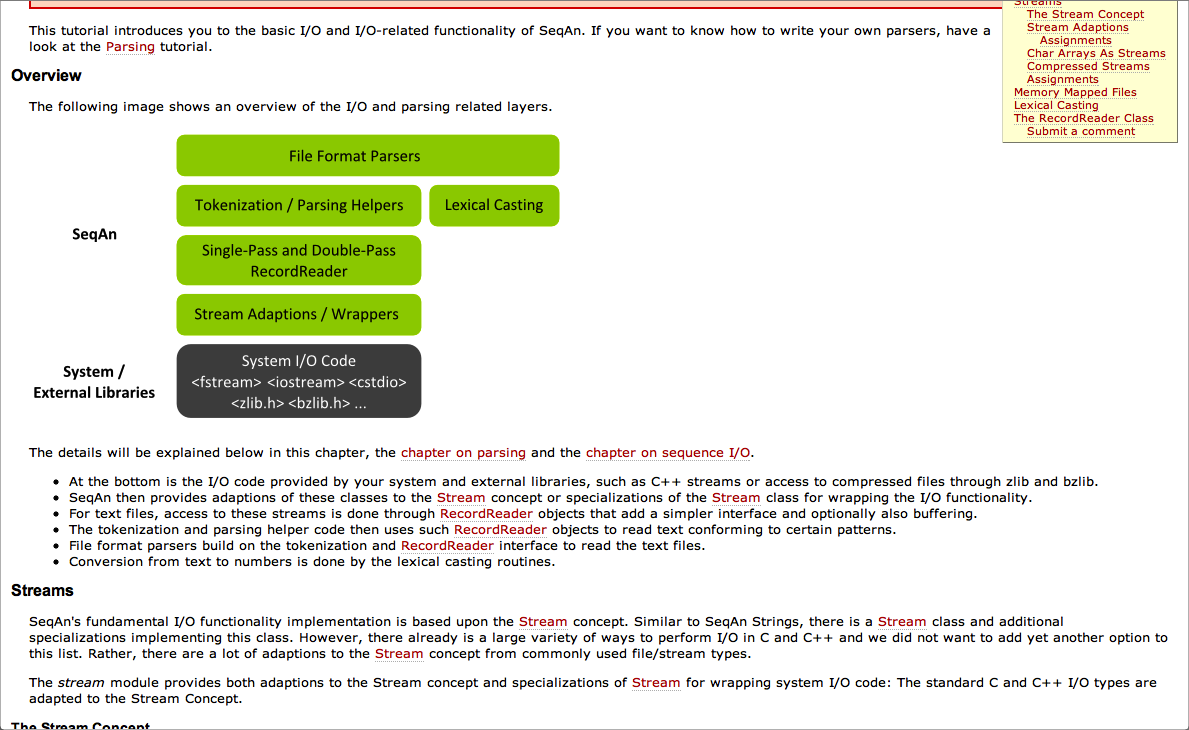 This tutorial introduces you to the basic I/O and I/O-related functionality of SeqAn. If you want to know how to write your own parsers, have a
look at the Parsing tutorial.
Streams
The Stream Concept
Stream Adaptions
Assignments
Char Arrays As Streams
Compressed Streams
Assignments
Memory Mapped Files
Lexical Casting
The RecordReader Class
Submit a comment
Overview
The following image shows an overview of the I/O and parsing related layers.
File Format Parsers
Tokenization / Parsing Helpers
Lexical Casting
SeqAn
Single-Pass and Double-Pass
RecordReader
Stream Adaptions / Wrappers
System /
External Libraries
System I/O Code
<fstream> <iostream> <cstdio>
<zlib.h> <bzlib.h> ...
The details will be explained below in this chapter, the chapter on parsing and the chapter on sequence I/O.
• At the bottom is the I/O code provided by your system and external libraries, such as C++ streams or access to compressed files through zlib and bzlib.
• SeqAn then provides adaptions of these classes to the Stream concept or specializations of the Stream class for wrapping the I/O functionality.
• For text files, access to these streams is done through RecordReader objects that add a simpler interface and optionally also buffering.
• The tokenization and parsing helper code then uses such RecordReader objects to read text conforming to certain patterns.
• File format parsers build on the tokenization and RecordReader interface to read the text files.
• Conversion from text to numbers is done by the lexical casting routines.
Streams
SeqAn's fundamental I/O functionality implementation is based upon the Stream concept. Similar to SeqAn Strings, there is a Stream class and additional
specializations implementing this class. However, there already is a large variety of ways to perform I/O in C and C++ and we did not want to add yet another option to
this list. Rather, there are a lot of adaptions to the Stream concept from commonly used file/stream types.
The stream module provides both adaptions to the Stream concept and specializations of Stream for wrapping system I/O code: The standard C and C++ I/O types are
adapted to the Stream Concept.
The Stream Concept